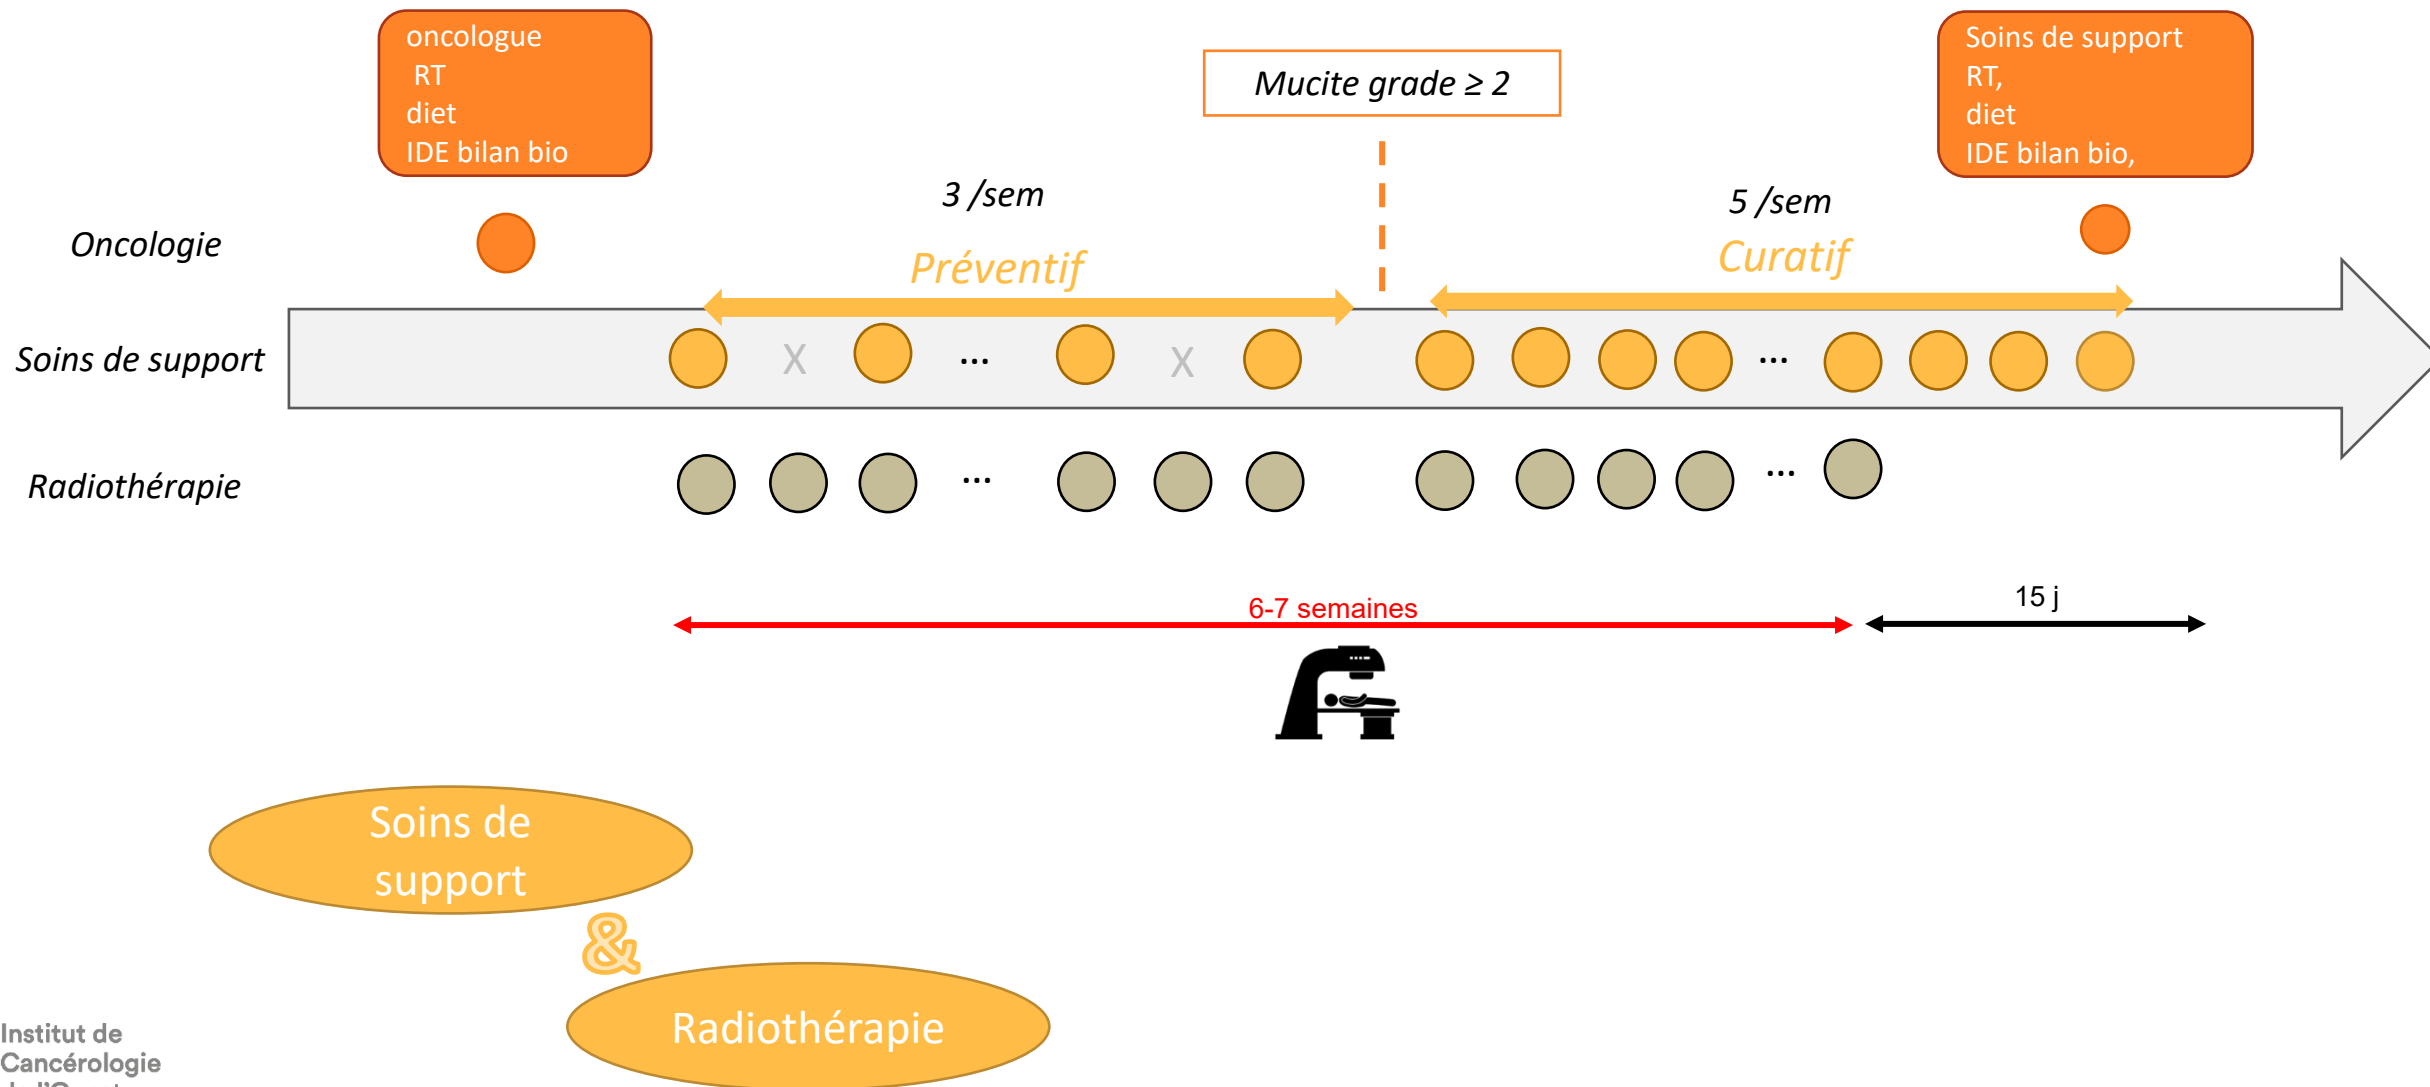 oncologue
RT
diet
IDE bilan bio
Mucite grade ≥ 2
Soins de support
RT,
diet
IDE bilan bio,
3 /sem
5 /sem
Oncologie
Préventif
Curatif
Soins de support
X
...
X
...
Radiothérapie
...
...
6-7 semaines
15 j
Soins de
support
&
Radiothérapie
Institut de
Cancérologie